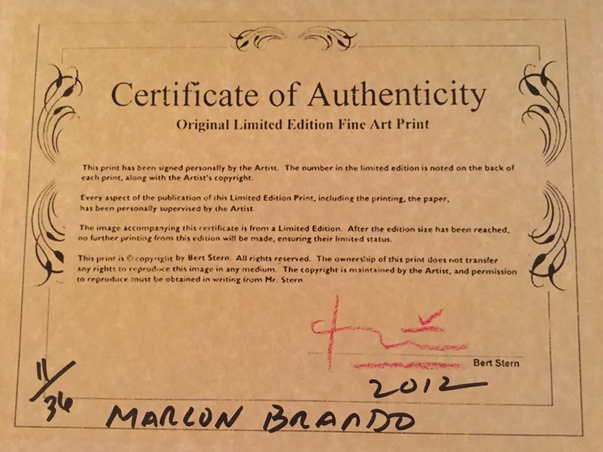 Certificate of Authenticity
Original Limited Edition Fine Art Print
This print has been signed personally by the Artist. The number in the limited edition is noted on the back of
each print, along with the Artist's copyright.
Every aspect of the publication of this Limited Edition Print, including the printing, the paper,
has been personally supervised by the Artist.
The image accompanying this certificate is from a Limited Edition. After the edition size has been reached,
no further printing from this edition will be made, ensuring their limited status.
This print is © copyright by Bert Stern. All rights reserved. The ownership of this print does not transfer
any rights to reproduce this image in any medium. The copyright is maintained by the Artist, and permission
to reproduce must be obtained in writing from Mr. Stern.
Bert Stern
2012
11/36
MARLON BRANDO